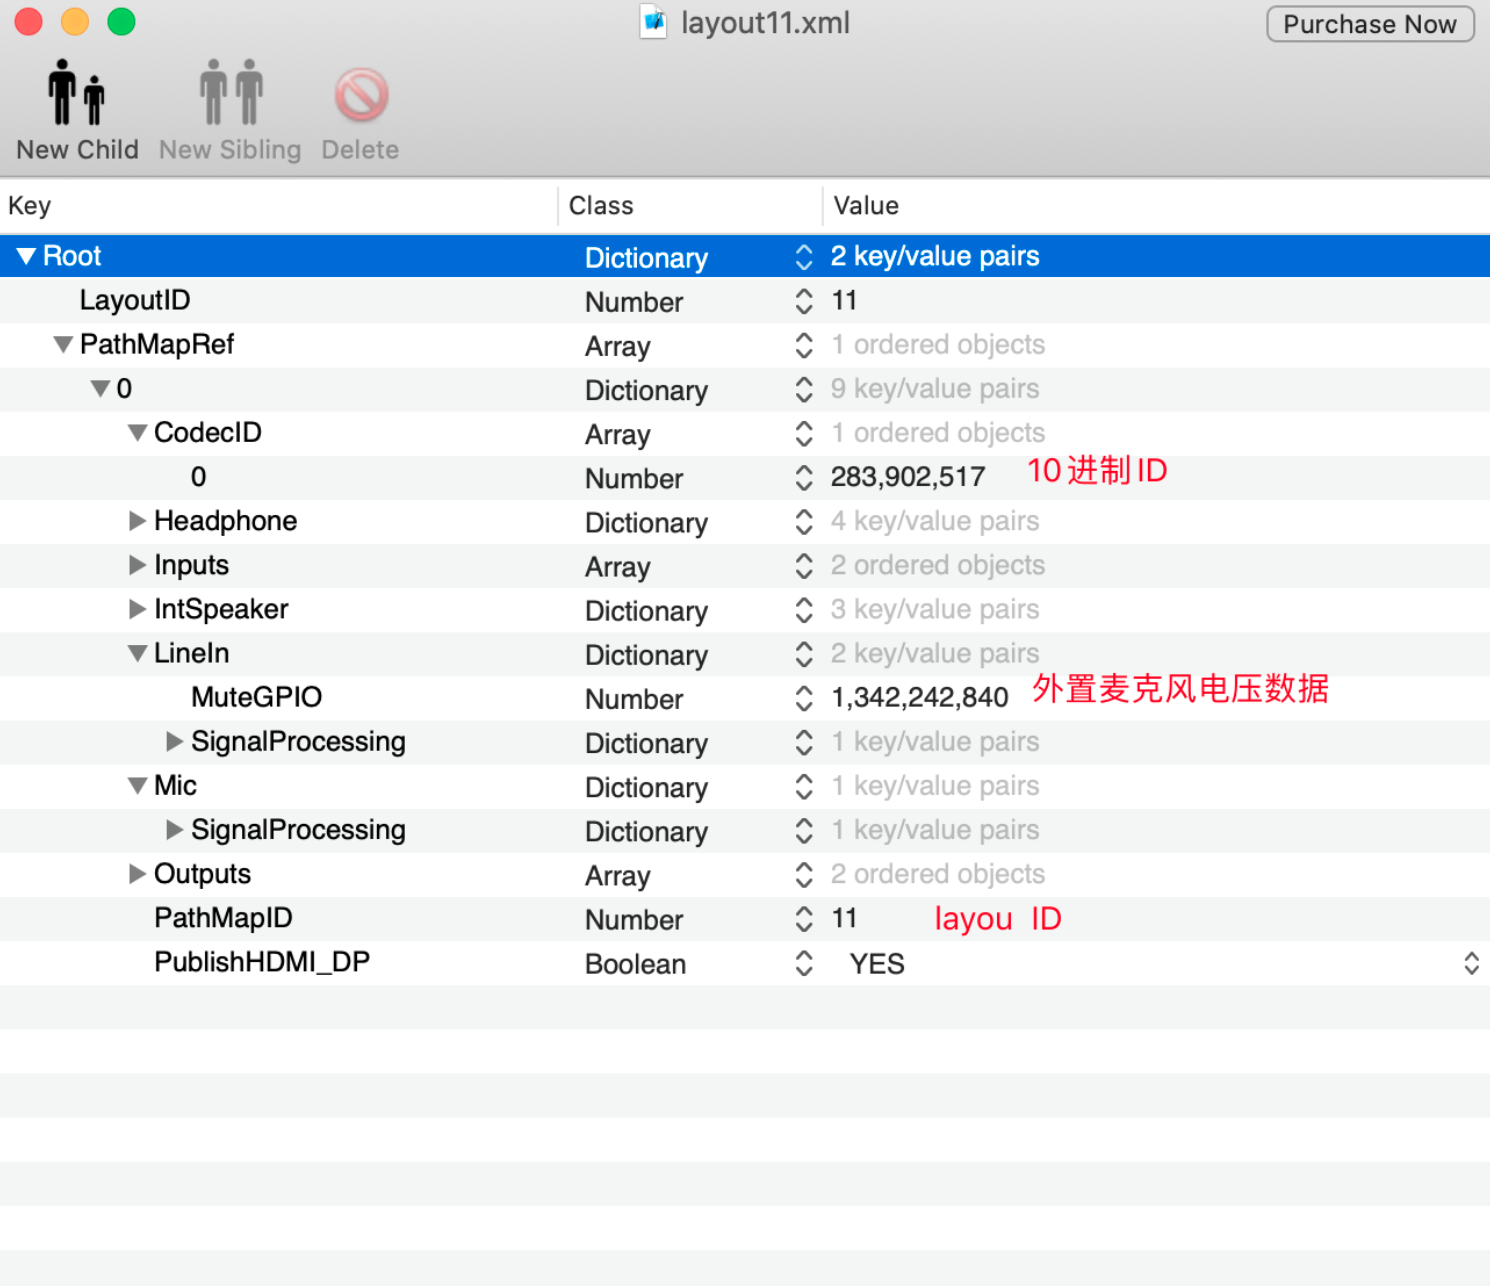 layout11.xml
Purchase Now
New Child New Sibling Delete
Key Class Value
Root Dictionary 2 key/value pairs
LayoutID Number 11
PathMapRef Array 1 ordered objects
0 Dictionary 9 key/value pairs
CodecID Array 1 ordered objects
0 Number 283,902,517 10进制ID
Headphone Dictionary 4 key/value pairs
Inputs Array 2 ordered objects
IntSpeaker Dictionary 3 key/value pairs
LineIn Dictionary 2 key/value pairs
MuteGPIO Number 1,342,242,840 外置麦克风电压数据
SignalProcessing Dictionary 1 key/value pairs
Mic Dictionary 1 key/value pairs
SignalProcessing Dictionary 1 key/value pairs
Outputs Array 2 ordered objects
PathMapID Number 11 layou ID
PublishHDMI_DP Boolean YES